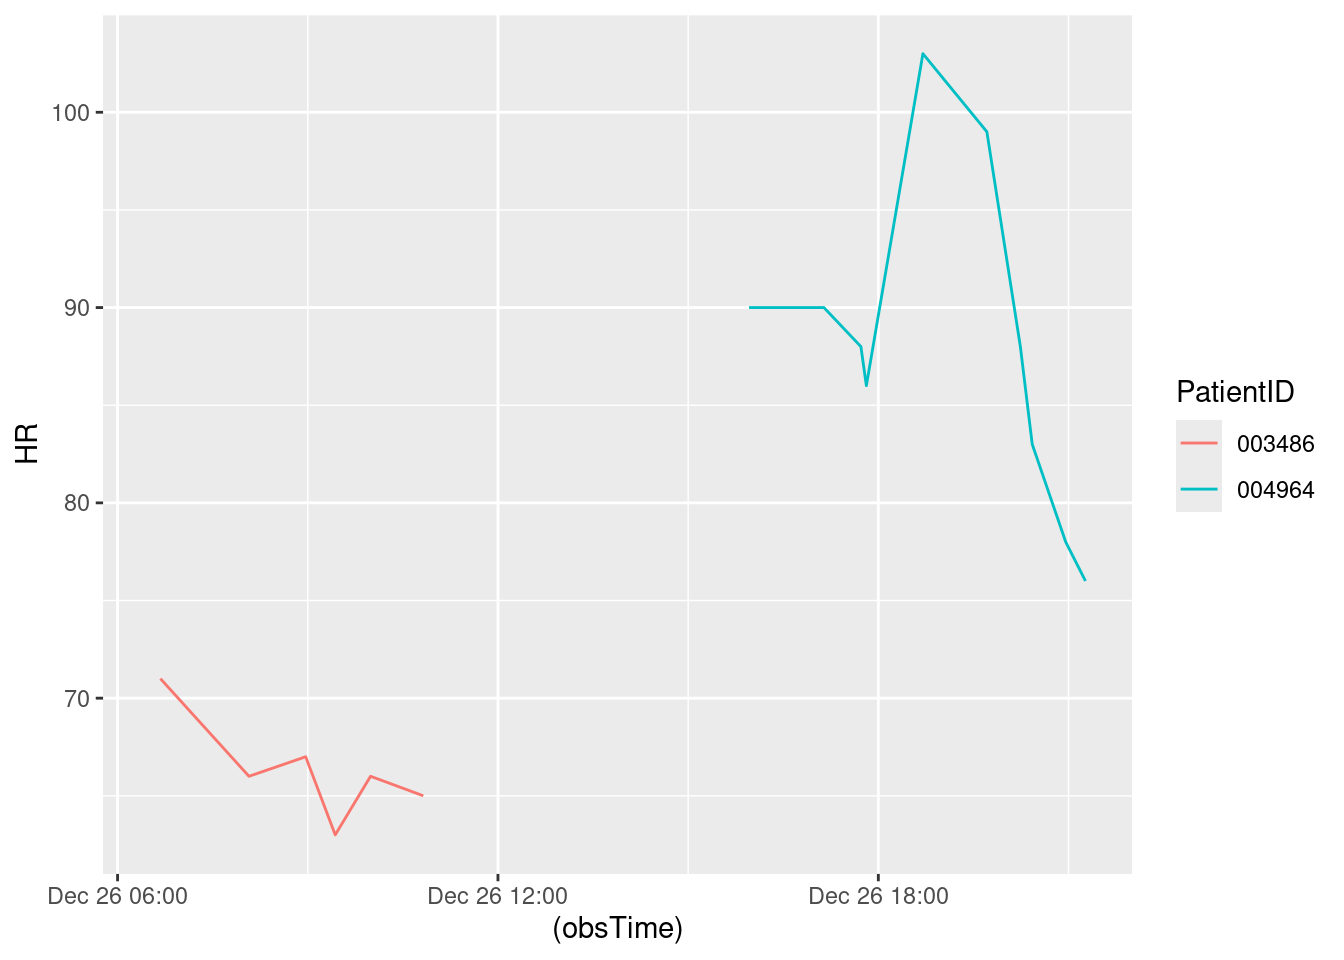 100
90
80
70
HR
Dec 26 06:00
Dec 26 12:00
Dec 26 18:00
(obsTime)
PatientID
003486
004964